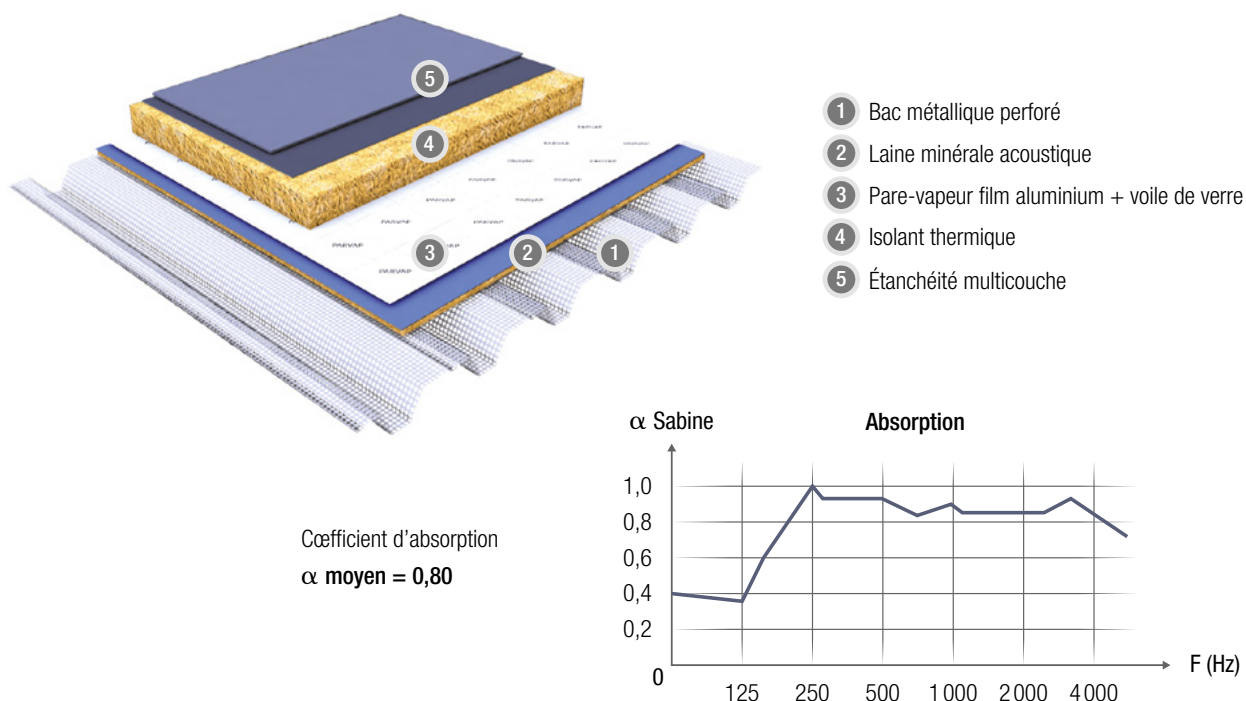 5
4
3
2
1
PARVAP
1 Bac métallique perforé
2 Laine minérale acoustique
3 Pare-vapeur film aluminium + voile de verre
4 Isolant thermique
5 Étanchéité multicouche
α Sabine
Absorption
1,0
0,8
0,6
0,4
0,2
0
125 250 500 1 000 2 000 4 000
F (Hz)
Cœfficient d’absorption
α moyen = 0,80